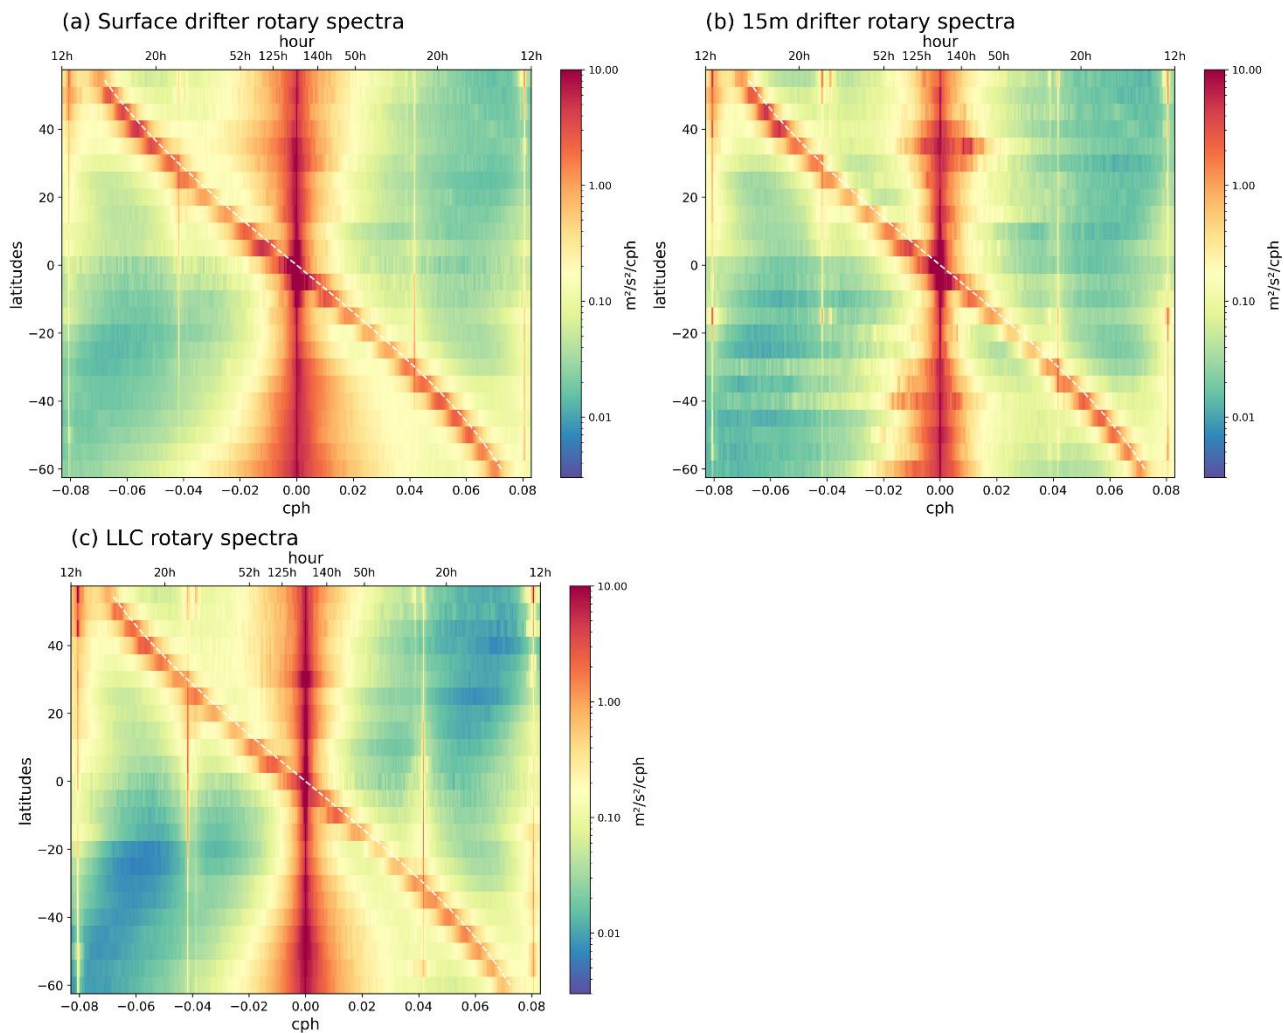 (a) Surface drifter rotary spectra
hour
12h 20h 52h 125h 140h 50h 20h 12h
10.00
40
1.00
20
latitudes
0
m²/s²/cph
0.10
−20
−40
0.01
−60
−0.08 −0.06 −0.04 −0.02 0.00 0.02 0.04 0.06 0.08
cph
(b) 15m drifter rotary spectra
hour
12h 20h 52h 125h 140h 50h 20h 12h
10.00
40
1.00
20
latitudes
0
m²/s²/cph
0.10
−20
−40
0.01
−60
−0.08 −0.06 −0.04 −0.02 0.00 0.02 0.04 0.06 0.08
cph
(c) LLC rotary spectra
hour
12h 20h 52h 125h 140h 50h 20h 12h
10.00
40
1.00
20
latitudes
0
m²/s²/cph
0.10
−20
−40
0.01
−60
−0.08 −0.06 −0.04 −0.02 0.00 0.02 0.04 0.06 0.08
cph